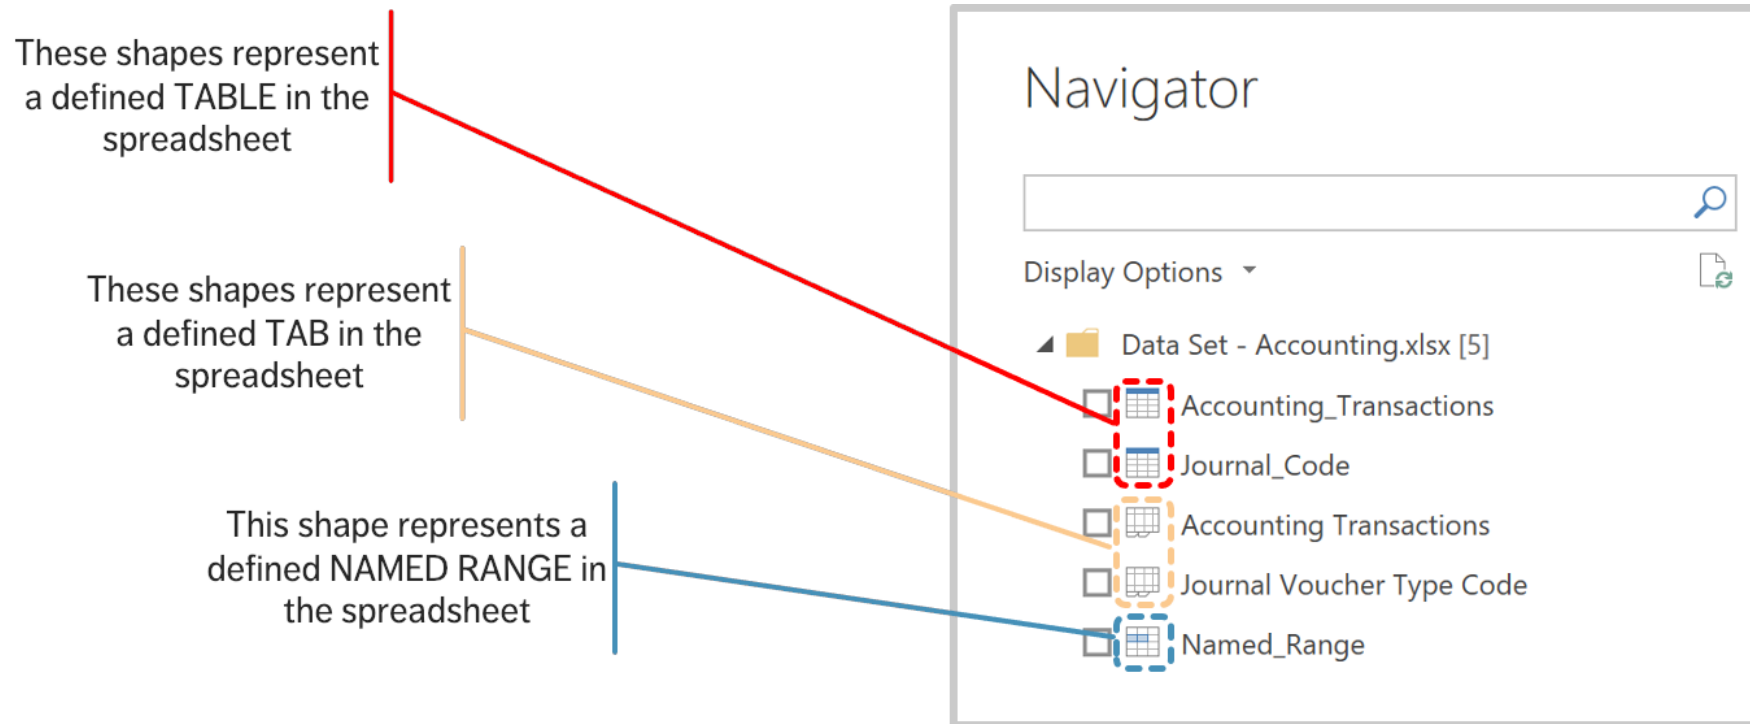 These shapes represent
a defined TABLE in the
spreadsheet
These shapes represent
a defined TAB in the
spreadsheet
This shape represents a
defined NAMED RANGE in
the spreadsheet
Navigator
Display Options
Data Set - Accounting.xlsx [5]
Accounting_Transactions
Journal_Code
Accounting Transactions
Journal Voucher Type Code
Named_Range